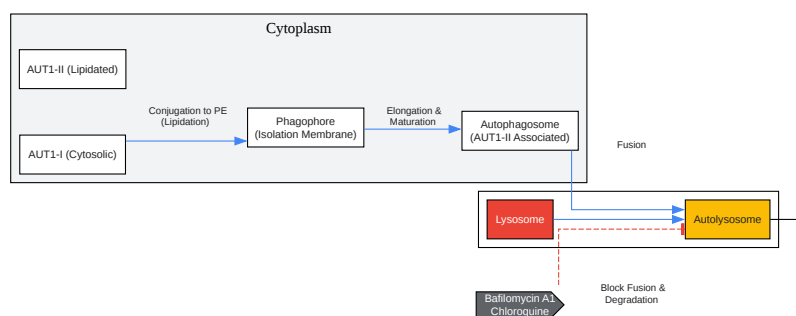 Cytoplasm
AUT1-II (Lipidated)
Conjugation to PE
(Lipidation)
Elongation &
Maturation
AUT1-I (Cytosolic)
Phagophore
(Isolation Membrane)
Autophagosome
(AUT1-II Associated)
Fusion
Lysosome
Autolysosome
Bafilomycin A1
Chloroquine
Block Fusion &
Degradation